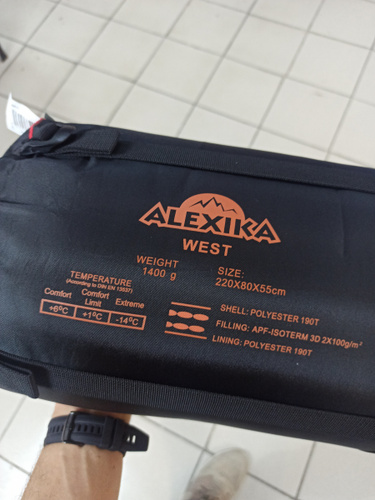 ALEXIKA
WEST
WEIGHT
1400 g
SIZE:
220X80X55cm
TEMPERATURE
(According to DIN EN 13537)
Comfort
Comfort Limit
Extreme
+6°C
+1°C
-14°C
SHELL: POLYESTER 190T
FILLING: APF-ISOTERM 3D 2X100g/m²
LINING: POLYESTER 190T